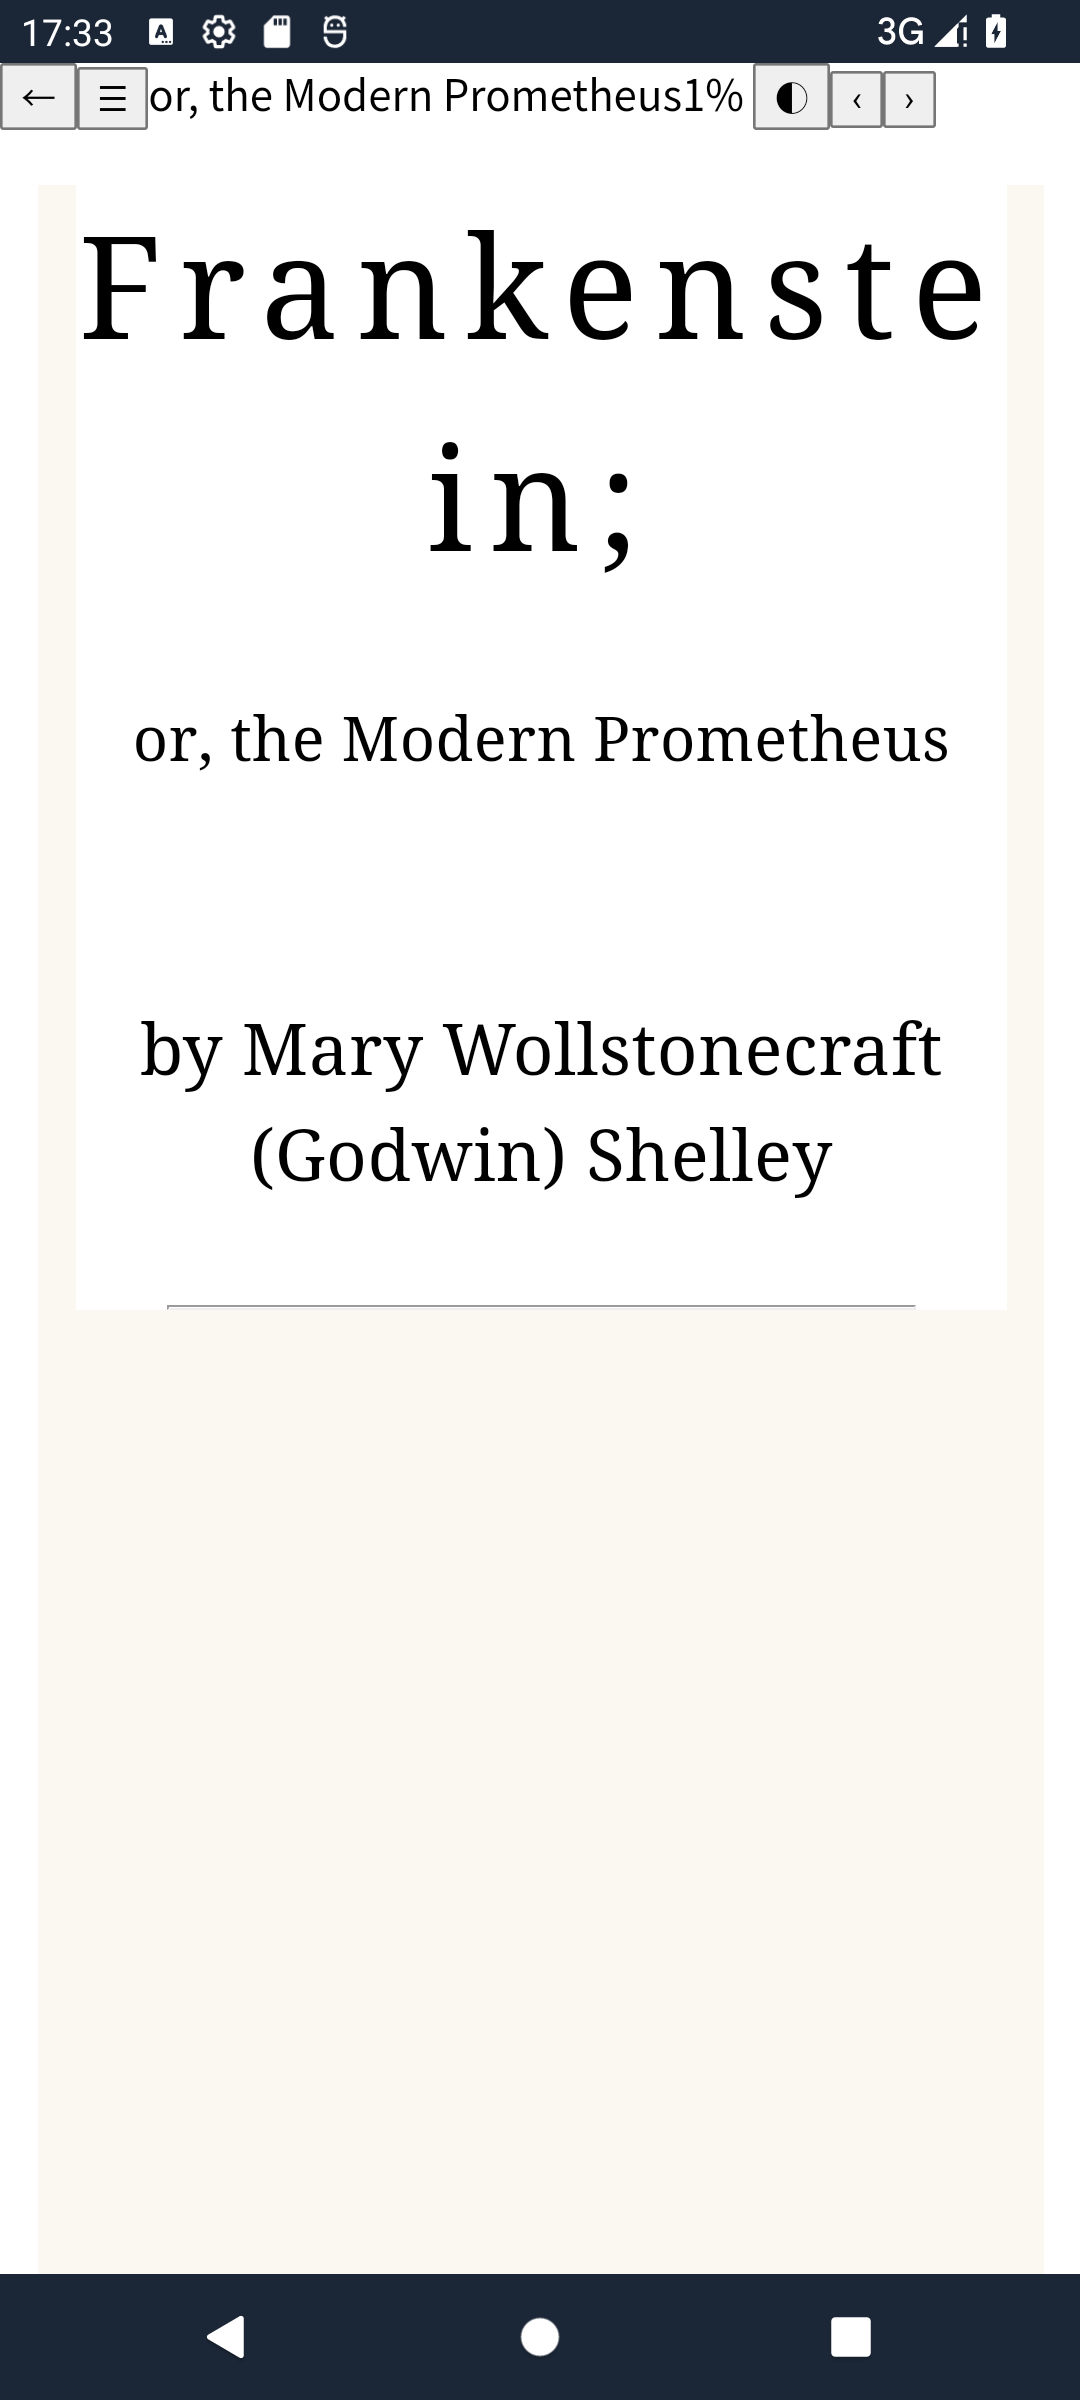 17:33 3G
← ☰ or, the Modern Prometheus1% ◐ ‹ ›
Frankenste
in;
or, the Modern Prometheus
by Mary Wollstonecraft
(Godwin) Shelley